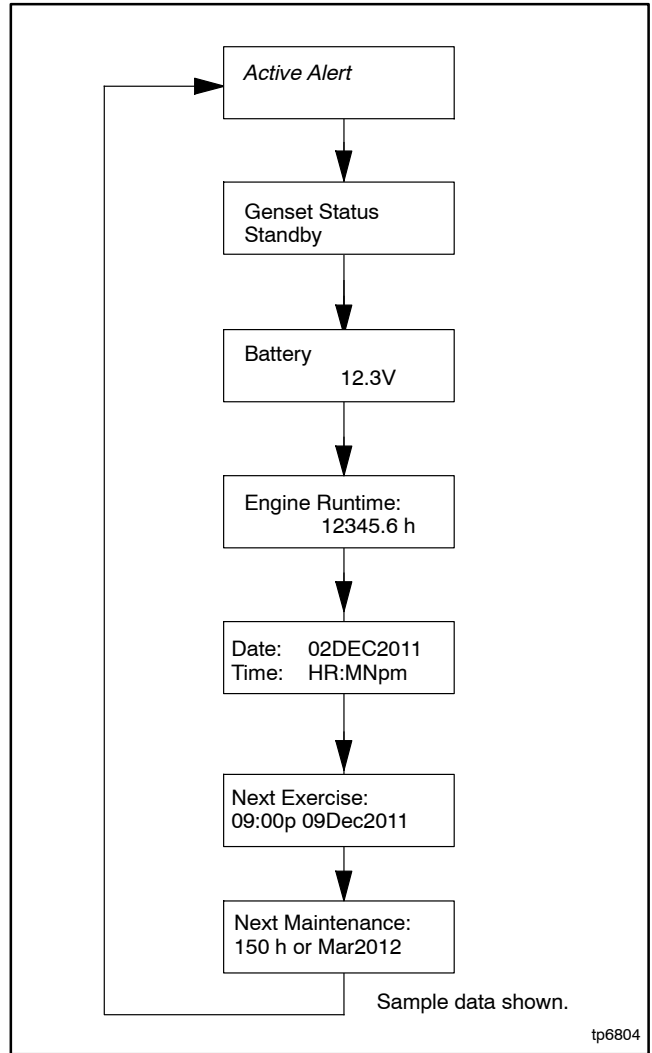 Active Alert
Genset Status
Standby
Battery
12.3V
Engine Runtime:
12345.6 h
Date: 02DEC2011
Time: HR:MNpm
Next Exercise:
09:00p 09Dec2011
Next Maintenance:
150 h or Mar2012
Sample data shown.
tp6804